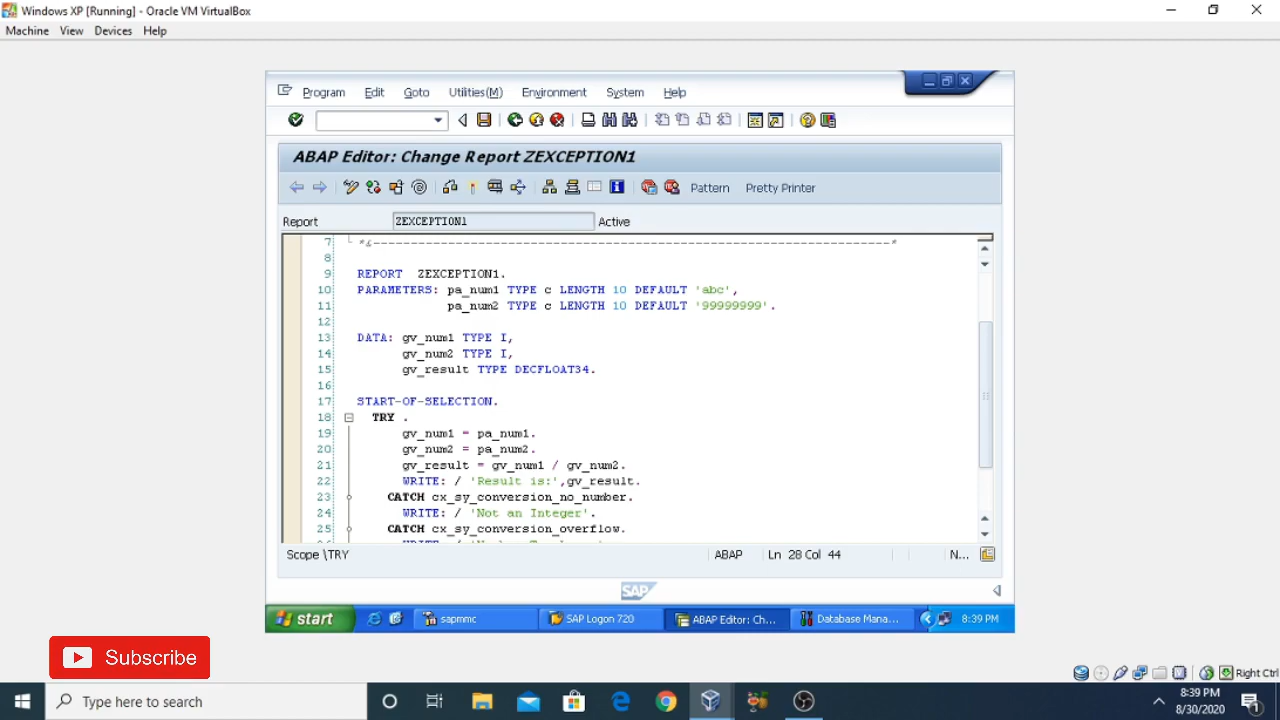 Windows XP [Running] - Oracle VM VirtualBox
Machine View Devices Help
Program Edit Goto Utilities(M) Environment System Help
ABAP Editor: Change Report ZEXCEPTION1
Pattern Pretty Printer
Report ZEXCEPTION1 Active
7 *&---------------------------------------------------------------------*
8
9 REPORT ZEXCEPTION1.
10 PARAMETERS: pa_num1 TYPE c LENGTH 10 DEFAULT 'abc',
11 pa_num2 TYPE c LENGTH 10 DEFAULT '99999999'.
12
13 DATA: gv_num1 TYPE I,
14 gv_num2 TYPE I,
15 gv_result TYPE DECFLOAT34.
16
17 START-OF-SELECTION.
18 TRY .
19 gv_num1 = pa_num1.
20 gv_num2 = pa_num2.
21 gv_result = gv_num1 / gv_num2.
22 WRITE: / 'Result is:',gv_result.
23 CATCH cx_sy_conversion_no_number.
24 WRITE: / 'Not an Integer'.
25 CATCH cx_sy_conversion_overflow.
Scope \TRY ABAP Ln 28 Col 44 N...
SAP
start sapmmc SAP Logon 720 ABAP Editor: Ch... Database Mana... 8:39 PM
Subscribe
Right Ctrl
Type here to search
8:39 PM
8/30/2020
1